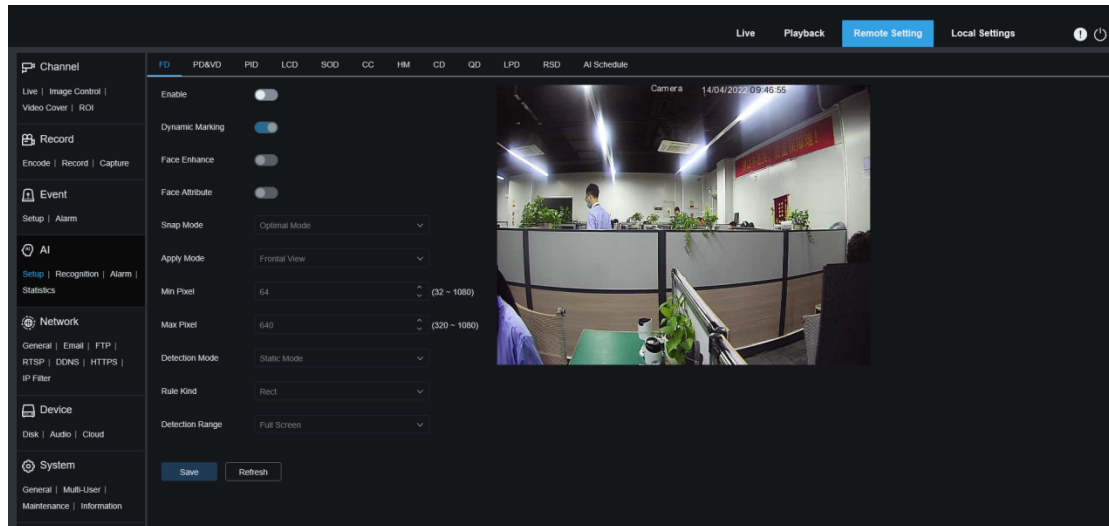 Live Playback Remote Setting Local Settings
Channel
Live | Image Control |
Video Cover | ROI
Record
Encode | Record | Capture
Event
Setup | Alarm
AI
AI
Setup | Recognition | Alarm |
Statistics
Network
General | Email | FTP |
RTSP | DDNS | HTTPS |
IP Filter
Device
Disk | Audio | Cloud
System
General | Multi-User |
Maintenance | Information
FD PD&VD PID LCD SOD CC HM CD QD LPD RSD AI Schedule
Enable
Dynamic Marking
Face Enhance
Face Attribute
Snap Mode Optimal Mode
Apply Mode Frontal View
Min Pixel 64 (32 ~ 1080)
Max Pixel 640 (320 ~ 1080)
Detection Mode Static Mode
Rule Kind Rect
Detection Range Full Screen
Save Refresh
Camera 14/04/2022 09:46:55